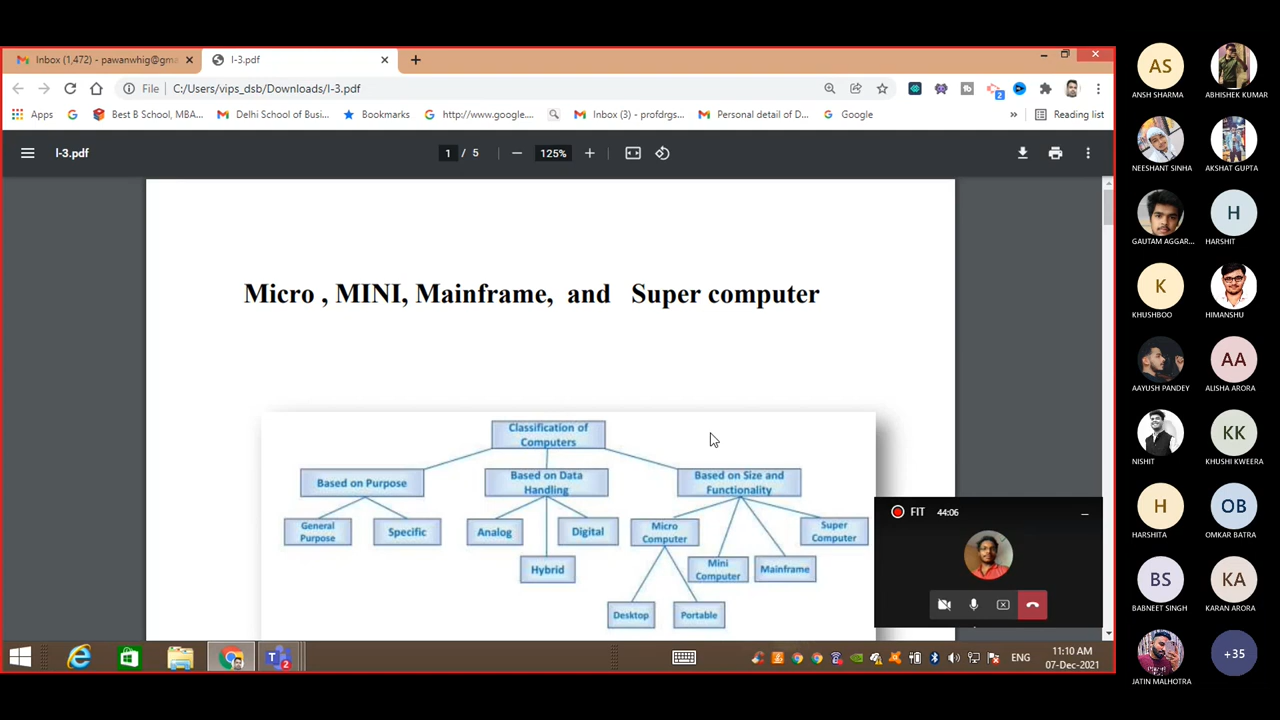 Inbox (1,472) - pawanwhig@gma
I-3.pdf
File
C:/Users/vips_dsb/Downloads/I-3.pdf
2
Apps
Best B School, MBA...
Delhi School of Busi...
Bookmarks
http://www.google....
Best of
Inbox (3) - profdrgs...
Personal detail of D...
Google
»
Reading list
I-3.pdf
1 / 5
125%
Micro , MINI, Mainframe, and Super computer
Classification of
Computers
Based on Purpose
Based on Data
Handling
Based on Size and
Functionality
General
Purpose
Specific
Analog
Digital
Hybrid
Micro
Computer
Super
Computer
Mini
Computer
Mainframe
Desktop
Portable
FIT 44:06
2
ENG
11:10 AM
07-Dec-2021
AS
ANSH SHARMA
ABHISHEK KUMAR
NEESHANT SINHA
AKSHAT GUPTA
GAUTAM AGGAR...
H
HARSHIT
K
KHUSHBOO
HIMANSHU
AAYUSH PANDEY
AA
ALISHA ARORA
NISHIT
KK
KHUSHI KWEERA
H
HARSHITA
OB
OMKAR BATRA
BS
BABNEET SINGH
KA
KARAN ARORA
JATIN MALHOTRA
+35